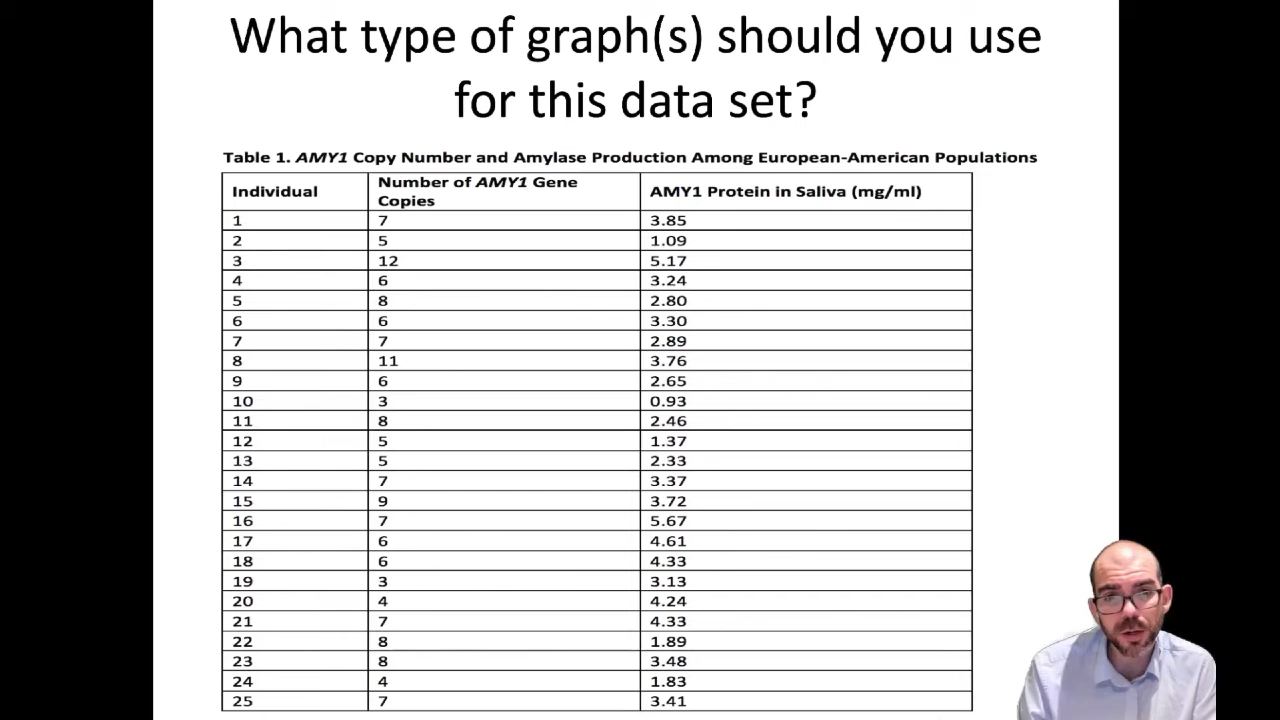 What type of graph(s) should you use
for this data set?
Table 1. AMY1 Copy Number and Amylase Production Among European-American Populations
Individual Number of AMY1 Gene Copies AMY1 Protein in Saliva (mg/ml)
1 7 3.85
2 5 1.09
3 12 5.17
4 6 3.24
5 8 2.80
6 6 3.30
7 7 2.89
8 11 3.76
9 6 2.65
10 3 0.93
11 8 2.46
12 5 1.37
13 5 2.33
14 7 3.37
15 9 3.72
16 7 5.67
17 6 4.61
18 6 4.33
19 3 3.13
20 4 4.24
21 7 4.33
22 8 1.89
23 8 3.48
24 4 1.83
25 7 3.41